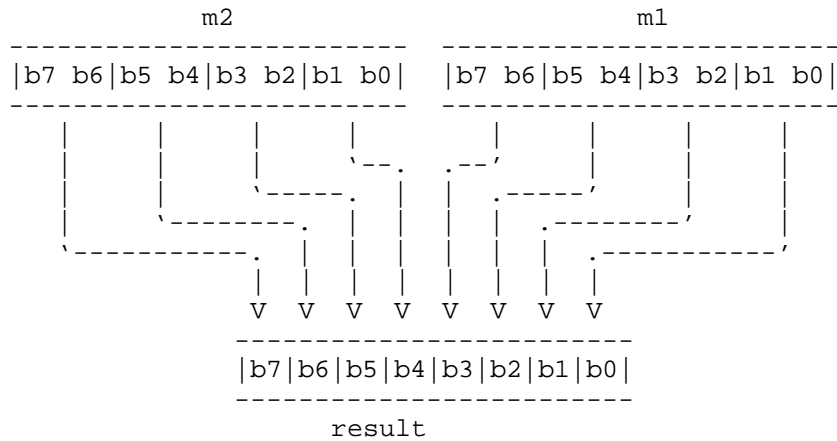 m2 m1
|b7 b6|b5 b4|b3 b2|b1 b0| |b7 b6|b5 b4|b3 b2|b1 b0|
V V V V V V V V
|b7|b6|b5|b4|b3|b2|b1|b0|
result